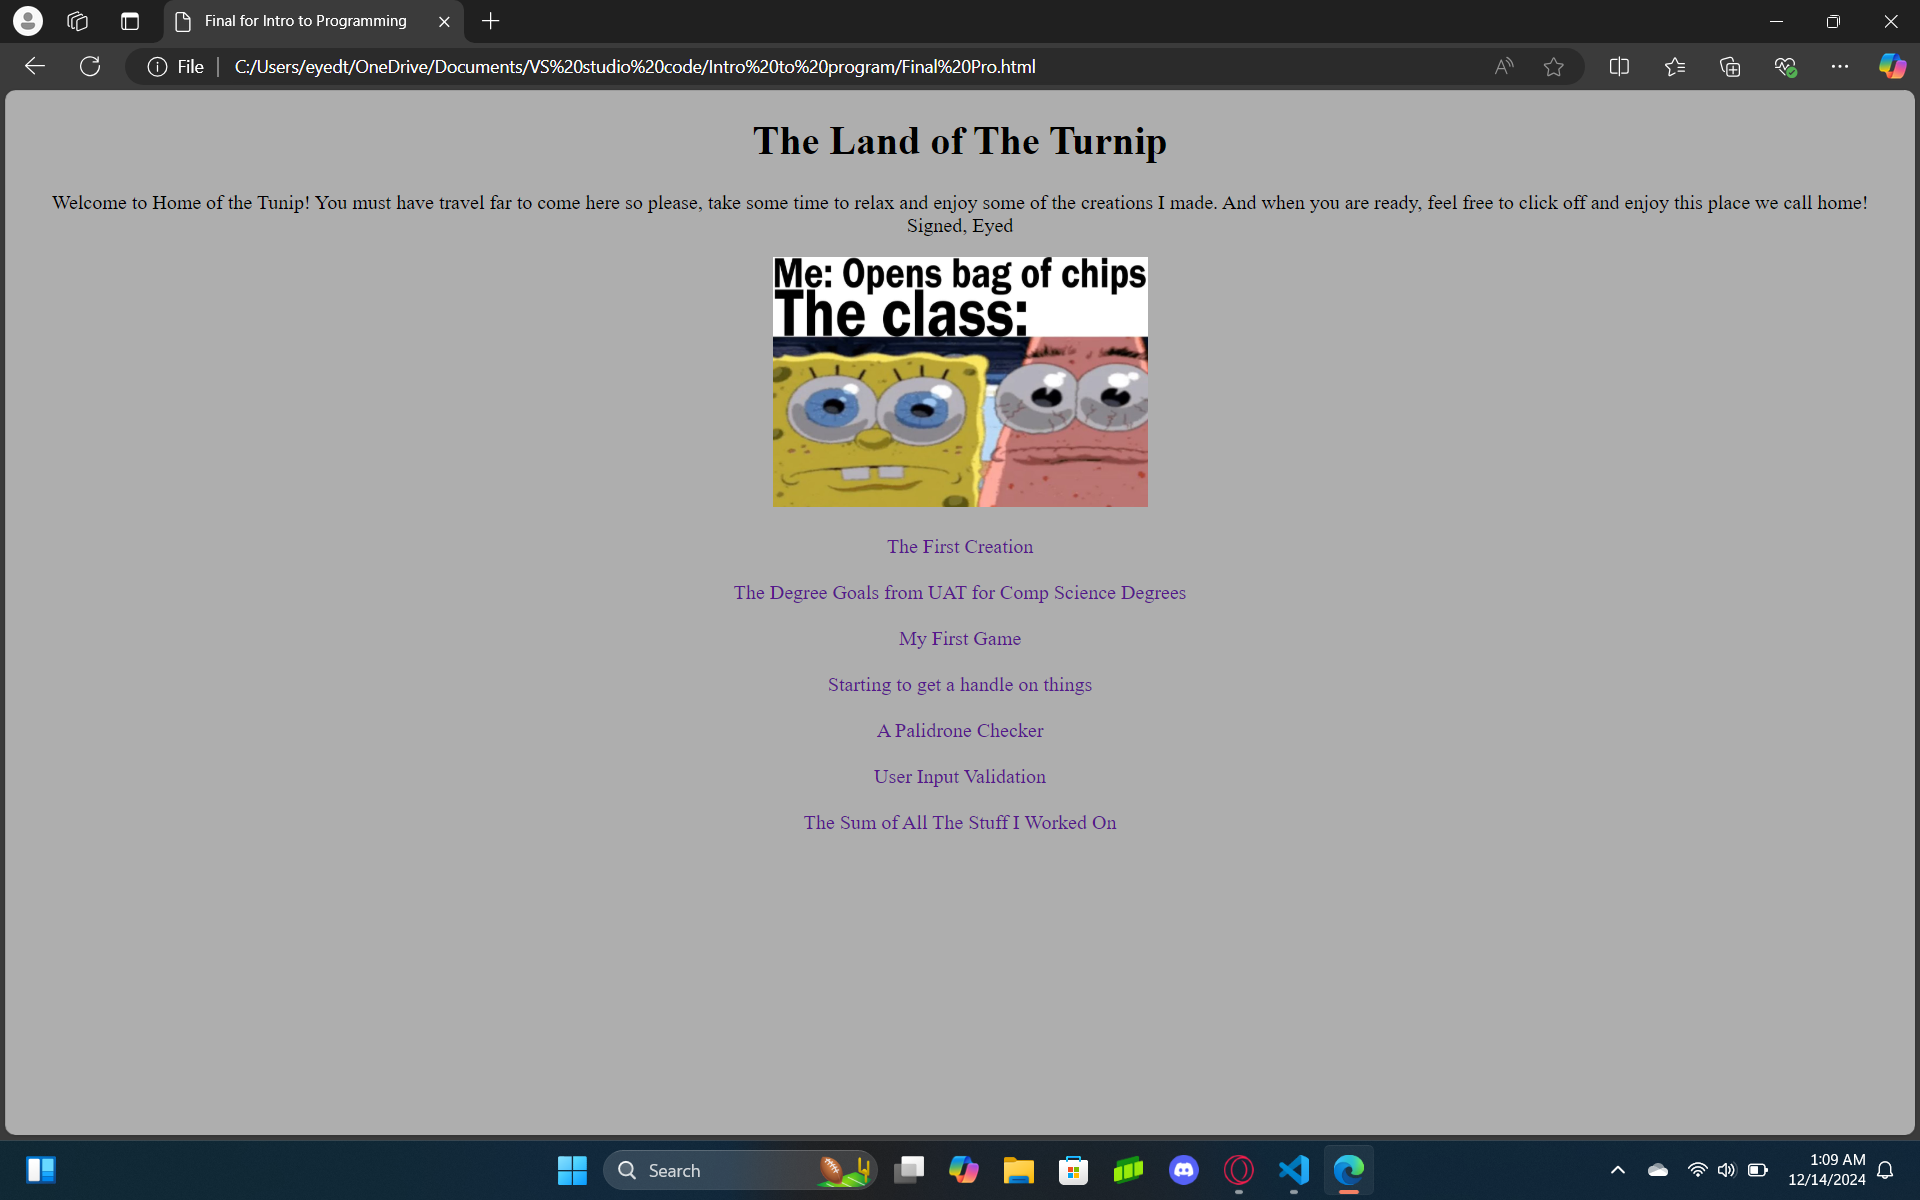 Final for Intro to Programming
File
C:/Users/eyedt/OneDrive/Documents/VS%20studio%20code/Intro%20to%20program/Final%20Pro.html
The Land of The Turnip
Welcome to Home of the Tunip! You must have travel far to come here so please, take some time to relax and enjoy some of the creations I made. And when you are ready, feel free to click off and enjoy this place we call home!
Signed, Eyed
Me: Opens bag of chips
The class:
The First Creation
The Degree Goals from UAT for Comp Science Degrees
My First Game
Starting to get a handle on things
A Palidrone Checker
User Input Validation
The Sum of All The Stuff I Worked On
Search
1:09 AM
12/14/2024